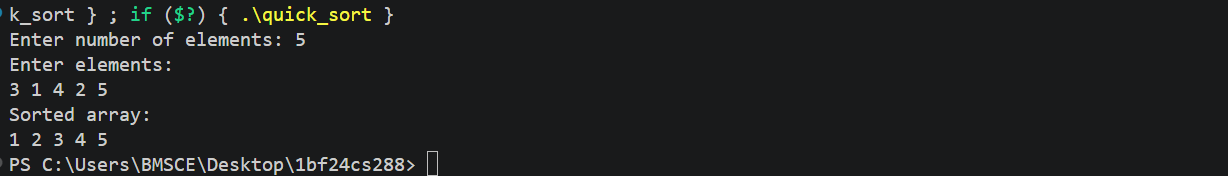 k_sort } ; if ($?) { .\quick_sort }
Enter number of elements: 5
Enter elements:
3 1 4 2 5
Sorted array:
1 2 3 4 5
PS C:\Users\BMSCE\Desktop\1bf24cs288>